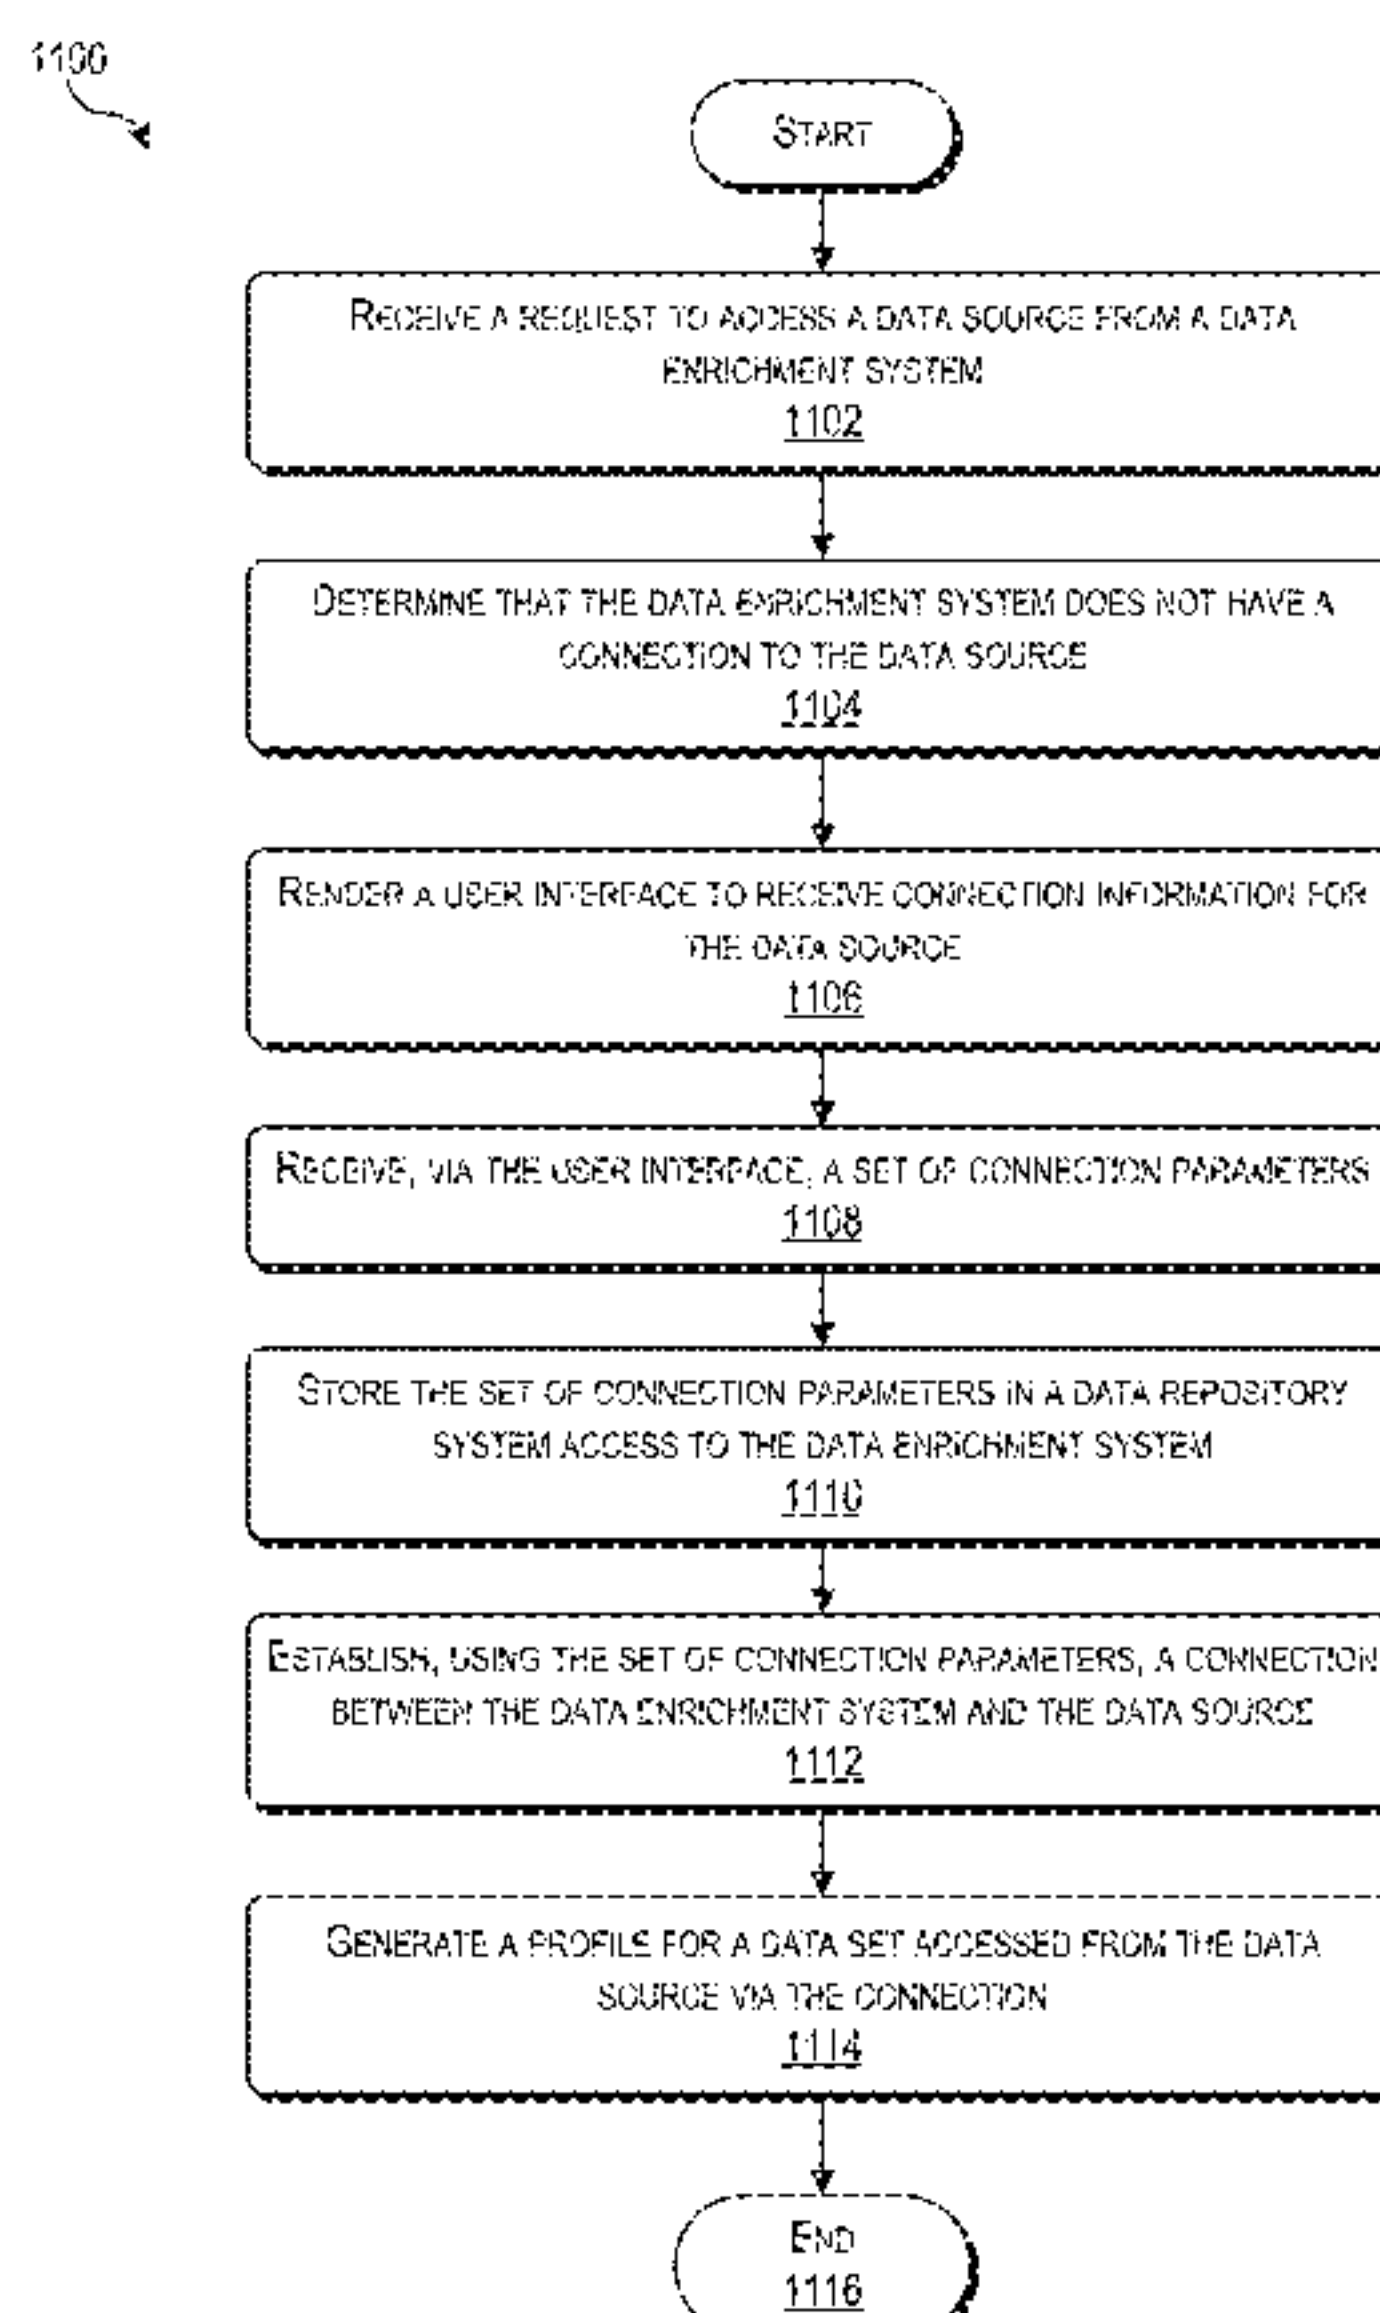 1100
START
RECEIVE A REQUEST TO ACCESS A DATA SOURCE FROM A DATA
ENRICHMENT SYSTEM
1102
DETERMINE THAT THE DATA ENRICHMENT SYSTEM DOES NOT HAVE A
CONNECTION TO THE DATA SOURCE
1104
RENDER A USER INTERFACE TO RECEIVE CONNECTION INFORMATION FOR
THE DATA SOURCE
1106
RECEIVE, VIA THE USER INTERFACE, A SET OF CONNECTION PARAMETERS
1108
STORE THE SET OF CONNECTION PARAMETERS IN A DATA REPOSITORY
SYSTEM ACCESS TO THE DATA ENRICHMENT SYSTEM
1110
ESTABLISH, USING THE SET OF CONNECTION PARAMETERS, A CONNECTION
BETWEEN THE DATA ENRICHMENT SYSTEM AND THE DATA SOURCE
1112
GENERATE A PROFILE FOR A DATA SET ACCESSED FROM THE DATA
SOURCE VIA THE CONNECTION
1114
END
1116